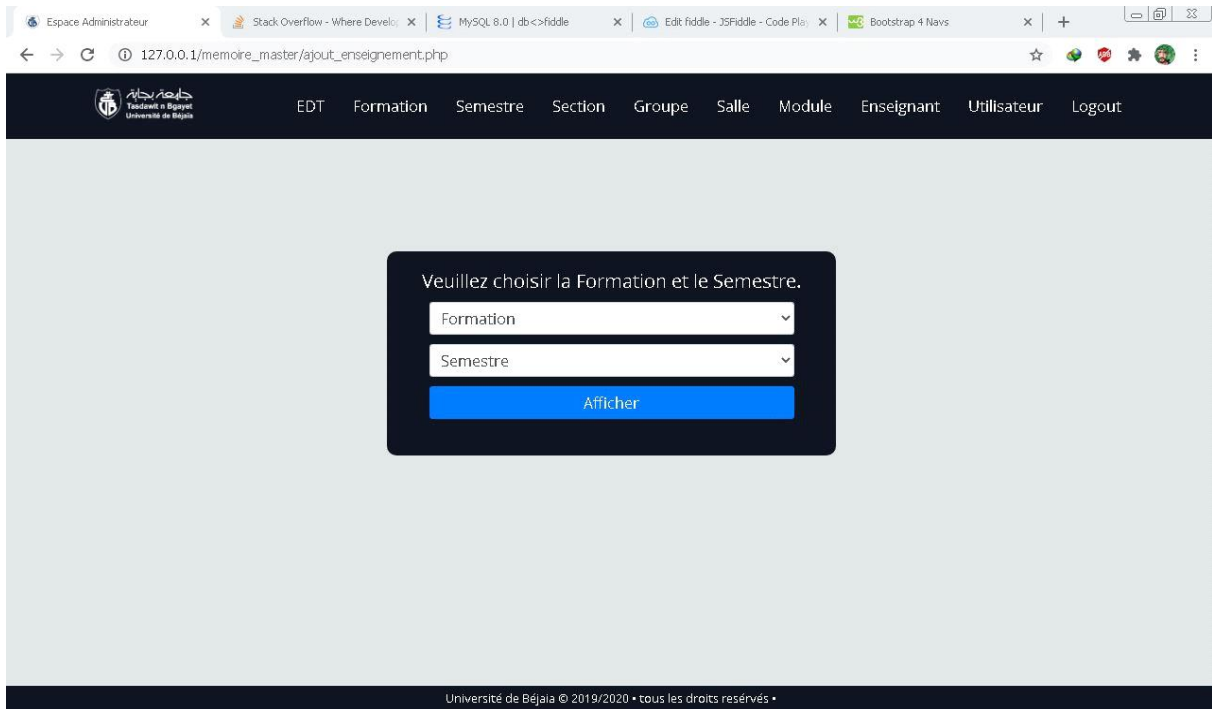 Espace Administrateur
Stack Overflow - Where Develo
MySQL 8.0 | db<>fiddle
Edit fiddle - JSFiddle - Code Pla
Bootstrap 4 Navs
127.0.0.1/memoire_master/ajout_enseignement.php
جامعة بجاية
Tasdawit n Bgayet
Université de Béjaïa
EDT Formation Semestre Section Groupe Salle Module Enseignant Utilisateur Logout
Veuillez choisir la Formation et le Semestre.
Formation
Semestre
Afficher
Université de Béjaia © 2019/2020 • tous les droits resérvés •